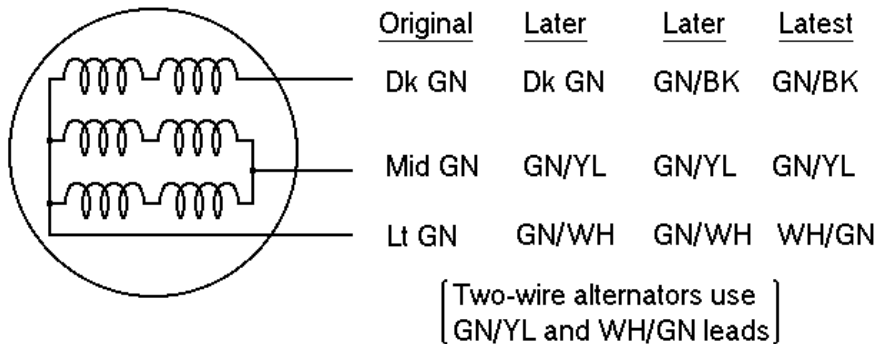 Original Later Later Latest
Dk GN Dk GN GN/BK GN/BK
Mid GN GN/YL GN/YL GN/YL
Lt GN GN/WH GN/WH WH/GN
Two-wire alternators use
GN/YL and WH/GN leads